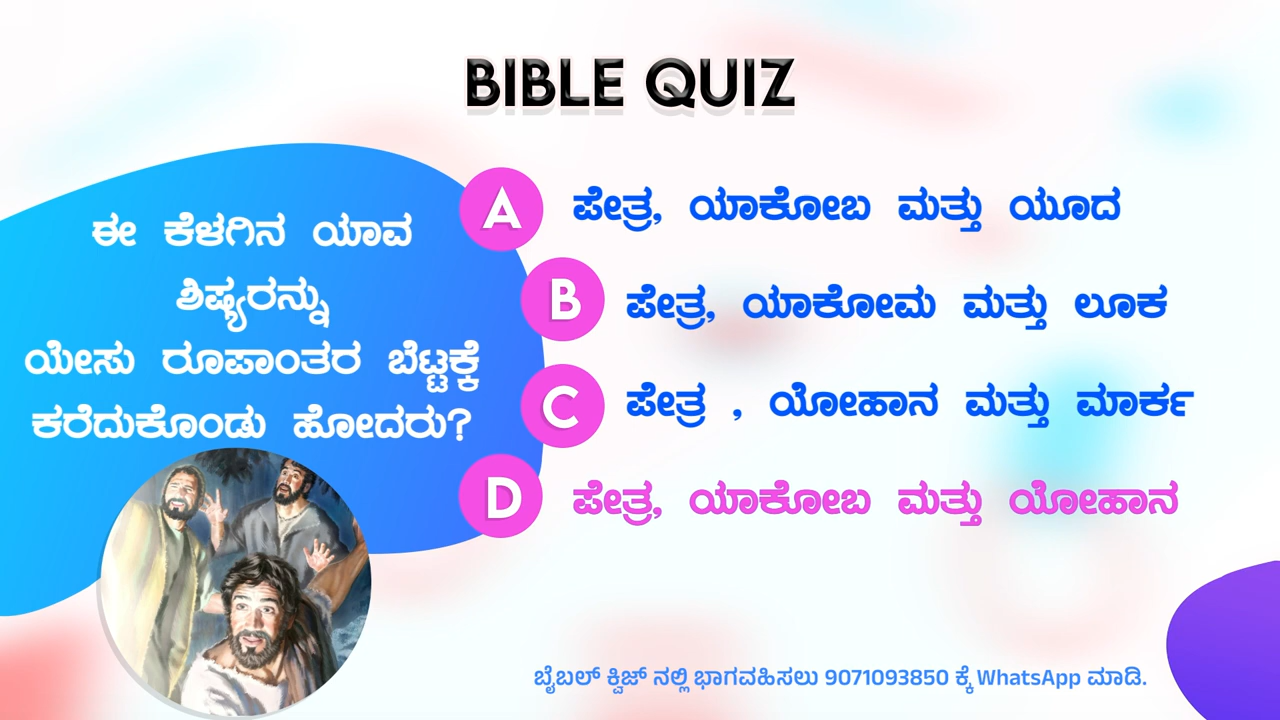 BIBLE QUIZ
ಈ ಕೆಳಗಿನ ಯಾವ
ಶಿಷ್ಯರನ್ನು
ಯೇಸು ರೂಪಾಂತರ ಬೆಟ್ಟಕ್ಕೆ
ಕರೆದುಕೊಂಡು ಹೋದರು?
A ಪೇತ್ರ, ಯಾಕೋಬ ಮತ್ತು ಯೂದ
B ಪೇತ್ರ, ಯಾಕೋಮ ಮತ್ತು ಲೂಕ
C ಪೇತ್ರ , ಯೋಹಾನ ಮತ್ತು ಮಾರ್ಕ
D ಪೇತ್ರ, ಯಾಕೋಬ ಮತ್ತು ಯೋಹಾನ
ಬೈಬಲ್ ಕ್ವಿಜ್ ನಲ್ಲಿ ಭಾಗವಹಿಸಲು 9071093850 ಕ್ಕೆ WhatsApp ಮಾಡಿ.